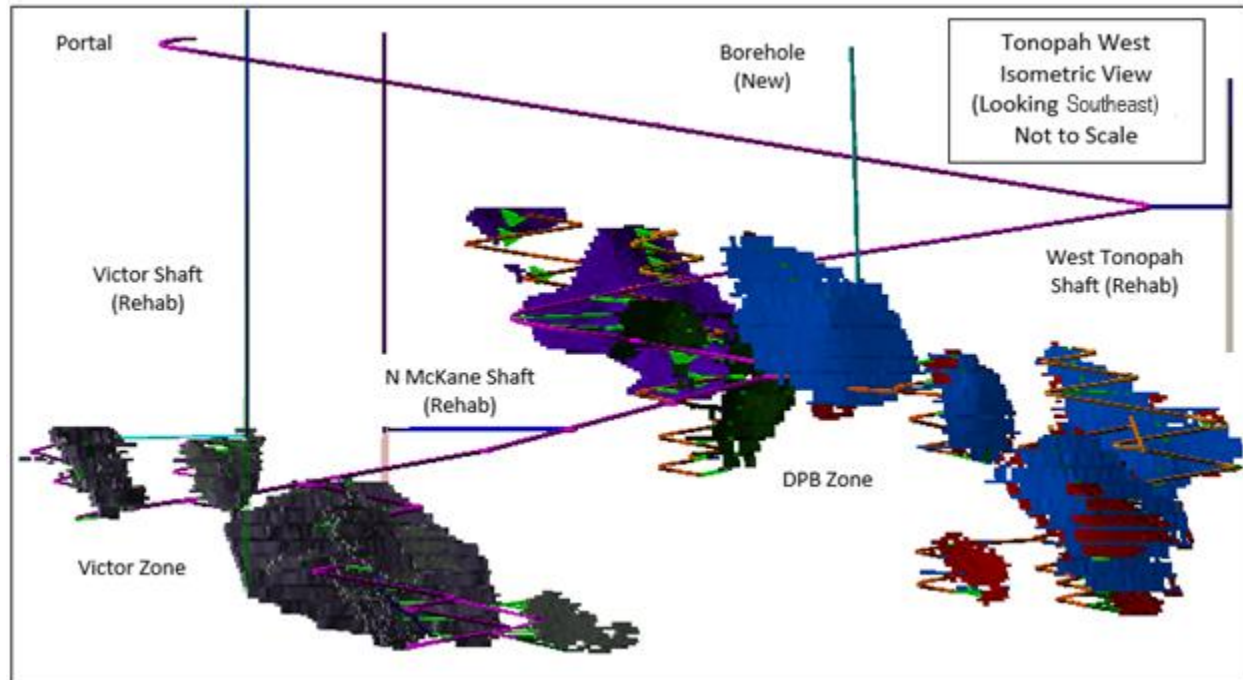 Portal
Borehole
(New)
Tonopah West
Isometric View
(Looking Southeast)
Not to Scale
Victor Shaft
(Rehab)
West Tonopah
Shaft (Rehab)
N McKane Shaft
(Rehab)
DPB Zone
Victor Zone